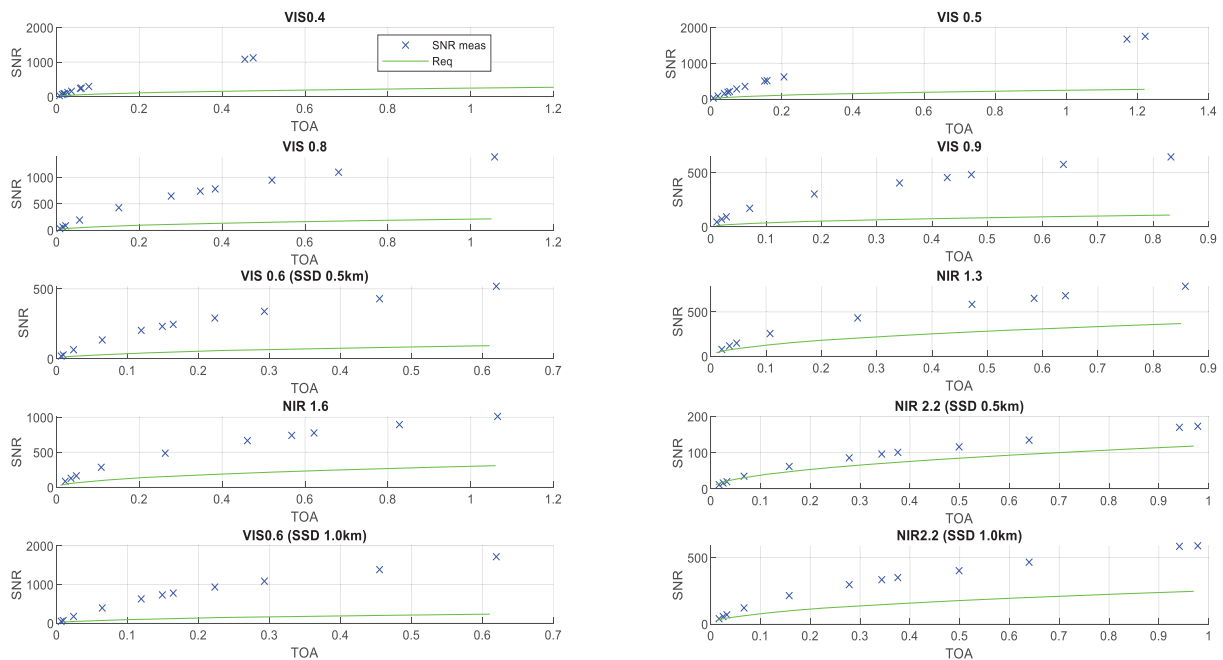 VIS0.4
2000
1000
0
SNR
0 0.2 0.4 0.6 0.8 1 1.2
TOA
SNR meas
Req
VIS 0.5
2000
1000
0
SNR
0 0.2 0.4 0.6 0.8 1 1.2 1.4
TOA
VIS 0.8
1000
500
0
SNR
0 0.2 0.4 0.6 0.8 1 1.2
TOA
VIS 0.9
500
0
SNR
0 0.1 0.2 0.3 0.4 0.5 0.6 0.7 0.8 0.9
TOA
VIS 0.6 (SSD 0.5km)
500
0
SNR
0 0.1 0.2 0.3 0.4 0.5 0.6 0.7
TOA
NIR 1.3
500
0
SNR
0 0.1 0.2 0.3 0.4 0.5 0.6 0.7 0.8 0.9
TOA
NIR 1.6
1000
500
0
SNR
0 0.2 0.4 0.6 0.8 1 1.2
TOA
NIR 2.2 (SSD 0.5km)
200
100
0
SNR
0 0.1 0.2 0.3 0.4 0.5 0.6 0.7 0.8 0.9 1
TOA
VIS0.6 (SSD 1.0km)
2000
1000
0
SNR
0 0.1 0.2 0.3 0.4 0.5 0.6 0.7
TOA
NIR2.2 (SSD 1.0km)
500
0
SNR
0 0.1 0.2 0.3 0.4 0.5 0.6 0.7 0.8 0.9 1
TOA